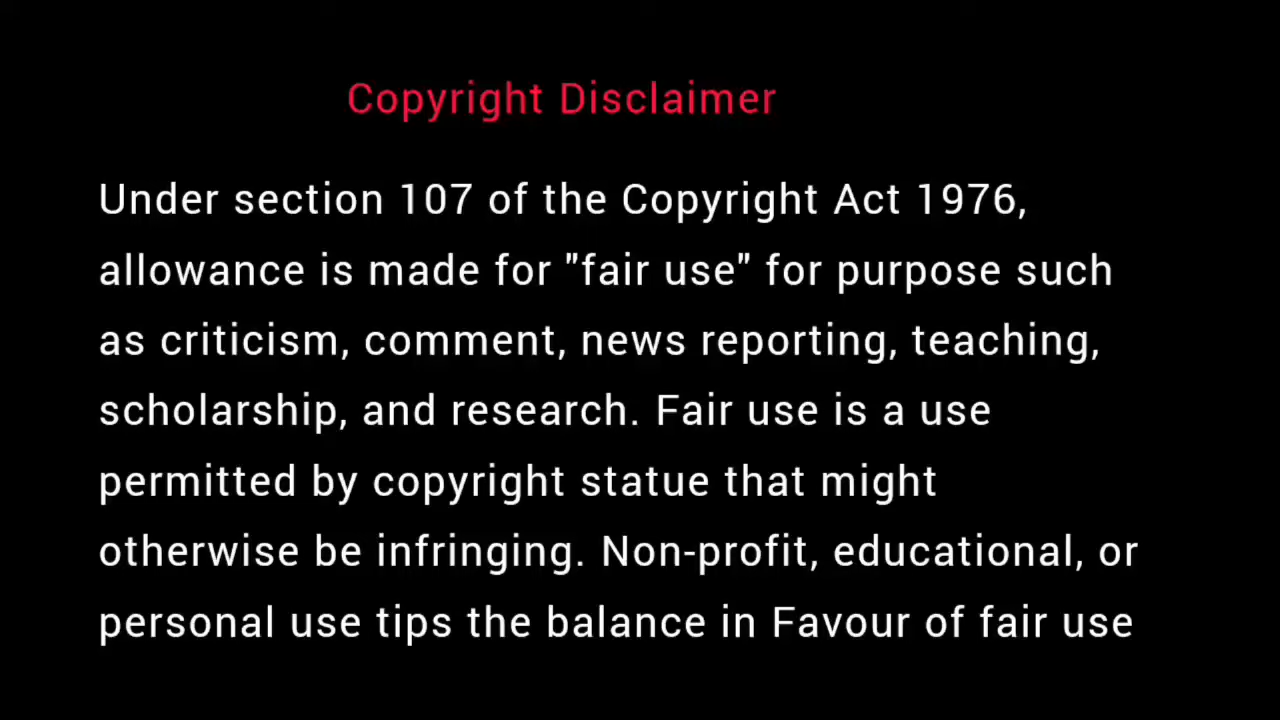 Copyright Disclaimer
Under section 107 of the Copyright Act 1976,
allowance is made for "fair use" for purpose such
as criticism, comment, news reporting, teaching,
scholarship, and research. Fair use is a use
permitted by copyright statue that might
otherwise be infringing. Non-profit, educational, or
personal use tips the balance in Favour of fair use